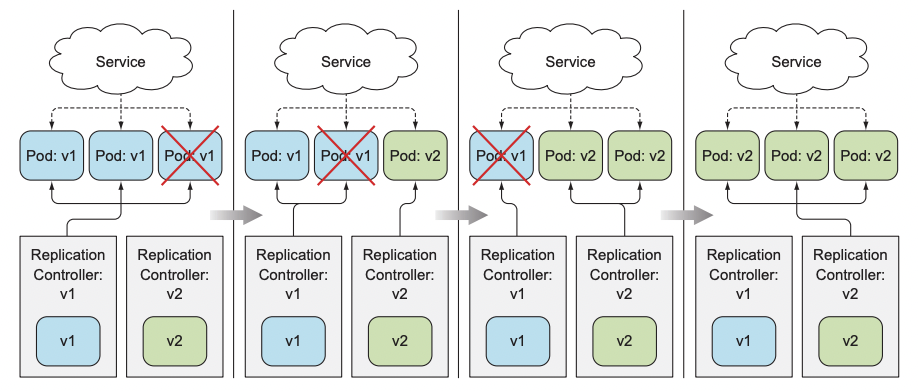 Service
Pod: v1
Pod: v1
Pod: v1
Replication
Controller:
v1
v1
Replication
Controller:
v2
v2
Service
Pod: v1
Pod: v1
Pod: v2
Replication
Controller:
v1
v1
Replication
Controller:
v2
v2
Service
Pod: v1
Pod: v2
Pod: v2
Replication
Controller:
v1
v1
Replication
Controller:
v2
v2
Service
Pod: v2
Pod: v2
Pod: v2
Replication
Controller:
v1
v1
Replication
Controller:
v2
v2